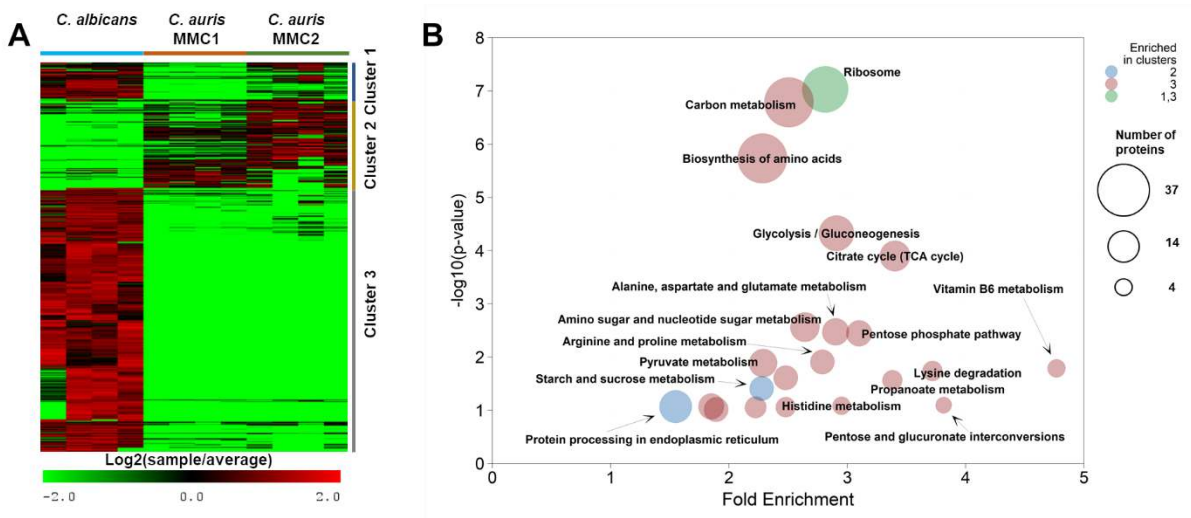 A
C. albicans
C. auris
MMC1
C. auris
MMC2
Cluster 1
Cluster 2
Cluster 3
Log2(sample/average)
-2.0 0.0 2.0
B
-log10(p-value)
8
7
6
5
4
3
2
1
0
0 1 2 3 4 5
Fold Enrichment
Ribosome
Carbon metabolism
Biosynthesis of amino acids
Glycolysis / Gluconeogenesis
Citrate cycle (TCA cycle)
Alanine, aspartate and glutamate metabolism
Vitamin B6 metabolism
Amino sugar and nucleotide sugar metabolism
Pentose phosphate pathway
Arginine and proline metabolism
Pyruvate metabolism
Lysine degradation
Starch and sucrose metabolism
Propanoate metabolism
Histidine metabolism
Protein processing in endoplasmic reticulum
Pentose and glucuronate interconversions
Enriched
in clusters
2
3
1,3
Number of
proteins
37
14
4